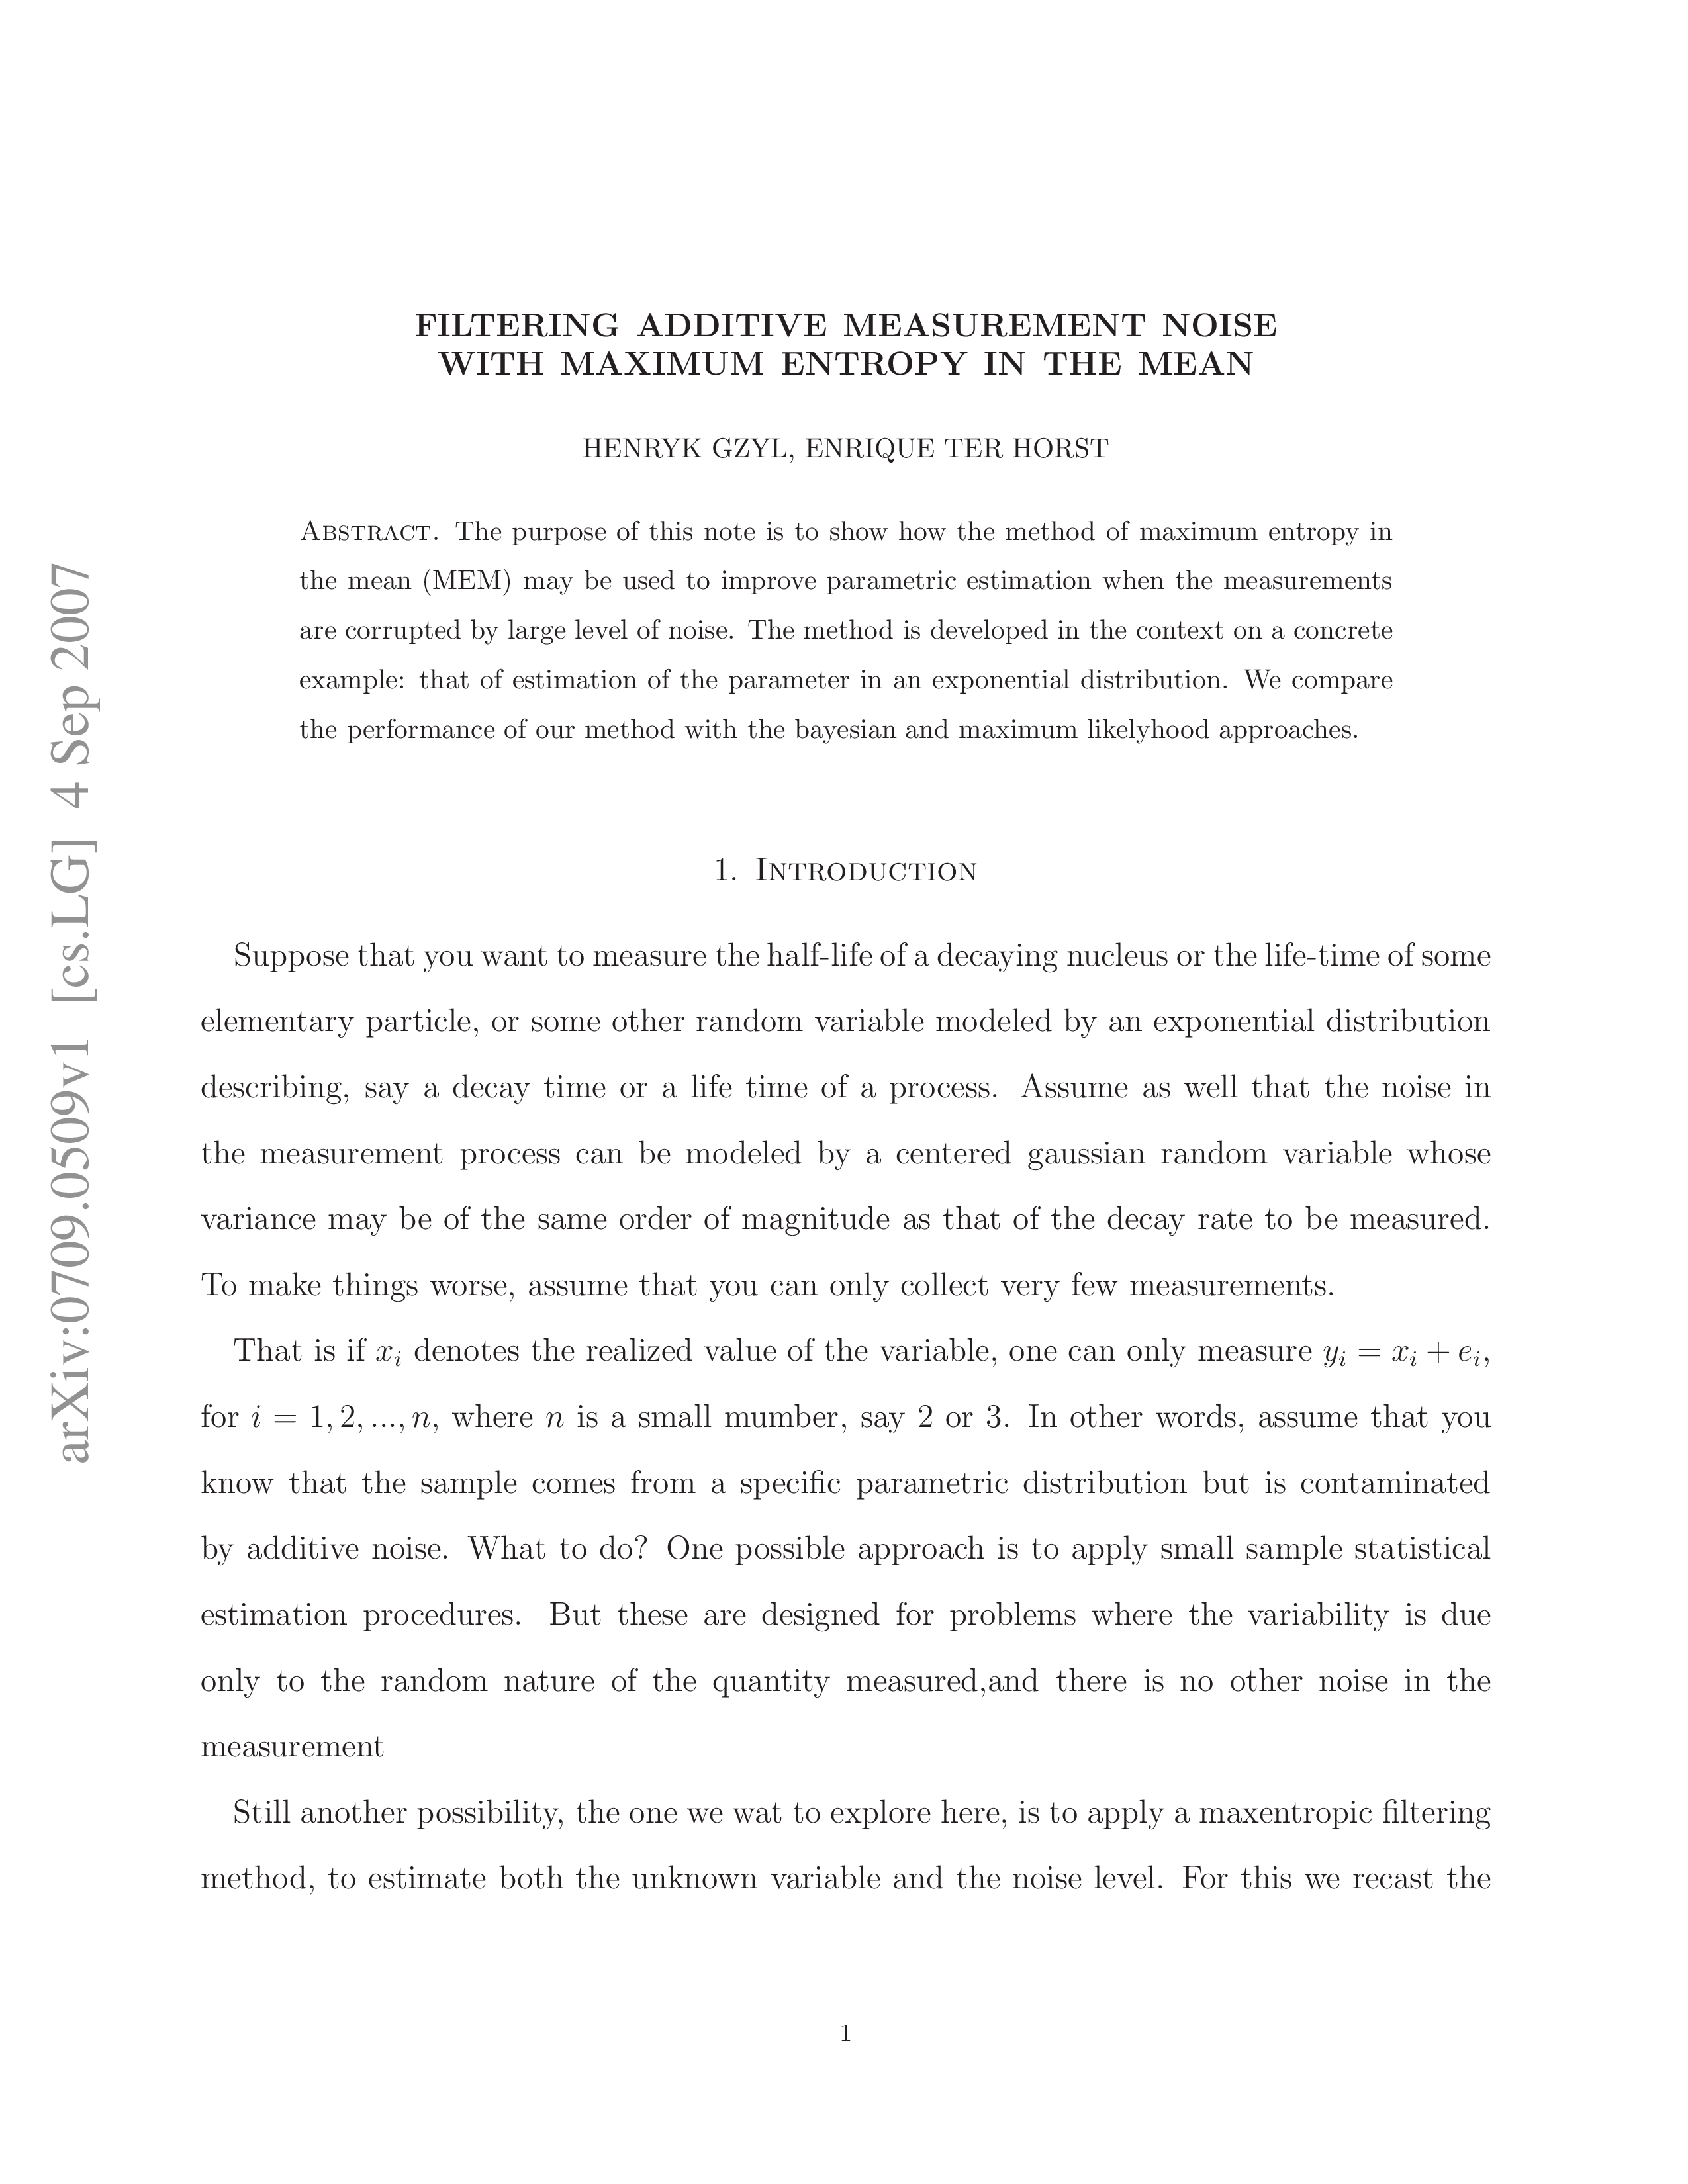 FILTERING ADDITIVE MEASUREMENT NOISE
WITH MAXIMUM ENTROPY IN THE MEAN
HENRYK GZYL, ENRIQUE TER HORST
Abstract. The purpose of this note is to show how the method of maximum entropy in
the mean (MEM) may be used to improve parametric estimation when the measurements
are corrupted by large level of noise. The method is developed in the context on a concrete
example: that of estimation of the parameter in an exponential distribution. We compare
the performance of our method with the bayesian and maximum likelyhood approaches.
1. Introduction
Suppose that you want to measure the half-life of a decaying nucleus or the life-time of some
elementary particle, or some other random variable modeled by an exponential distribution
describing, say a decay time or a life time of a process. Assume as well that the noise in
the measurement process can be modeled by a centered gaussian random variable whose
variance may be of the same order of magnitude as that of the decay rate to be measured.
To make things worse, assume that you can only collect very few measurements.
That is if $x_i$ denotes the realized value of the variable, one can only measure $y_i = x_i + e_i$,
for $i = 1, 2, ..., n$, where $n$ is a small mumber, say 2 or 3. In other words, assume that you
know that the sample comes from a specific parametric distribution but is contaminated
by additive noise. What to do? One possible approach is to apply small sample statistical
estimation procedures. But these are designed for problems where the variability is due
only to the random nature of the quantity measured,and there is no other noise in the
measurement
Still another possibility, the one we wat to explore here, is to apply a maxentropic filtering
method, to estimate both the unknown variable and the noise level. For this we recast the
1
arXiv:0709.0509v1 [cs.LG] 4 Sep 2007